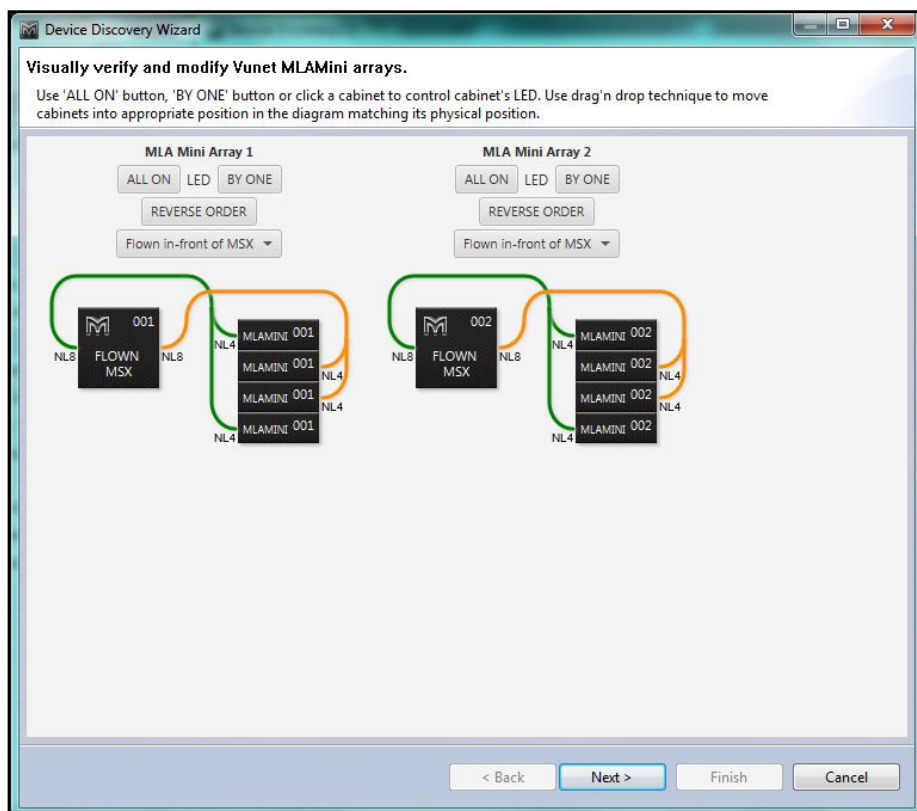 Device Discovery Wizard
Visually verify and modify Vunet MLAMini arrays.
Use 'ALL ON' button, 'BY ONE' button or click a cabinet to control cabinet's LED. Use drag'n drop technique to move
cabinets into appropriate position in the diagram matching its physical position.
MLA Mini Array 1
ALL ON LED BY ONE
REVERSE ORDER
Flown in-front of MSX
001
FLOWN
MSX
NL8
NL8
NL4
MLAMINI 001
MLAMINI 001
NL4
MLAMINI 001
NL4
MLAMINI 001
NL4
MLA Mini Array 2
ALL ON LED BY ONE
REVERSE ORDER
Flown in-front of MSX
002
FLOWN
MSX
NL8
NL8
NL4
MLAMINI 002
MLAMINI 002
NL4
MLAMINI 002
NL4
MLAMINI 002
NL4
< Back
Next >
Finish
Cancel